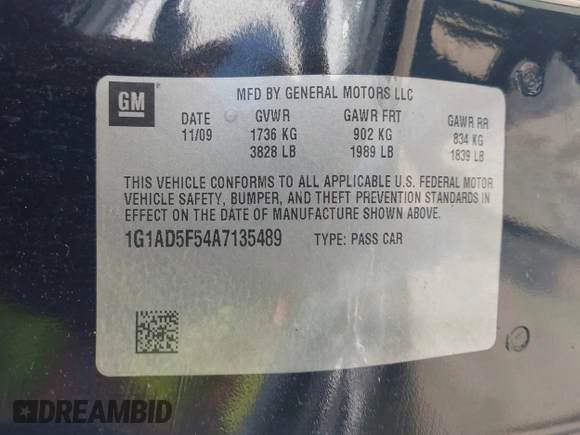 GM
MFD BY GENERAL MOTORS LLC
DATE GVWR GAWR FRT GAWR RR
11/09 1736 KG 902 KG 834 KG
3828 LB 1989 LB 1839 LB
THIS VEHICLE CONFORMS TO ALL APPLICABLE U.S. FEDERAL MOTOR
VEHICLE SAFETY, BUMPER, AND THEFT PREVENTION STANDARDS IN
EFFECT ON THE DATE OF MANUFACTURE SHOWN ABOVE.
1G1AD5F54A7135489 TYPE: PASS CAR
DREAMBID